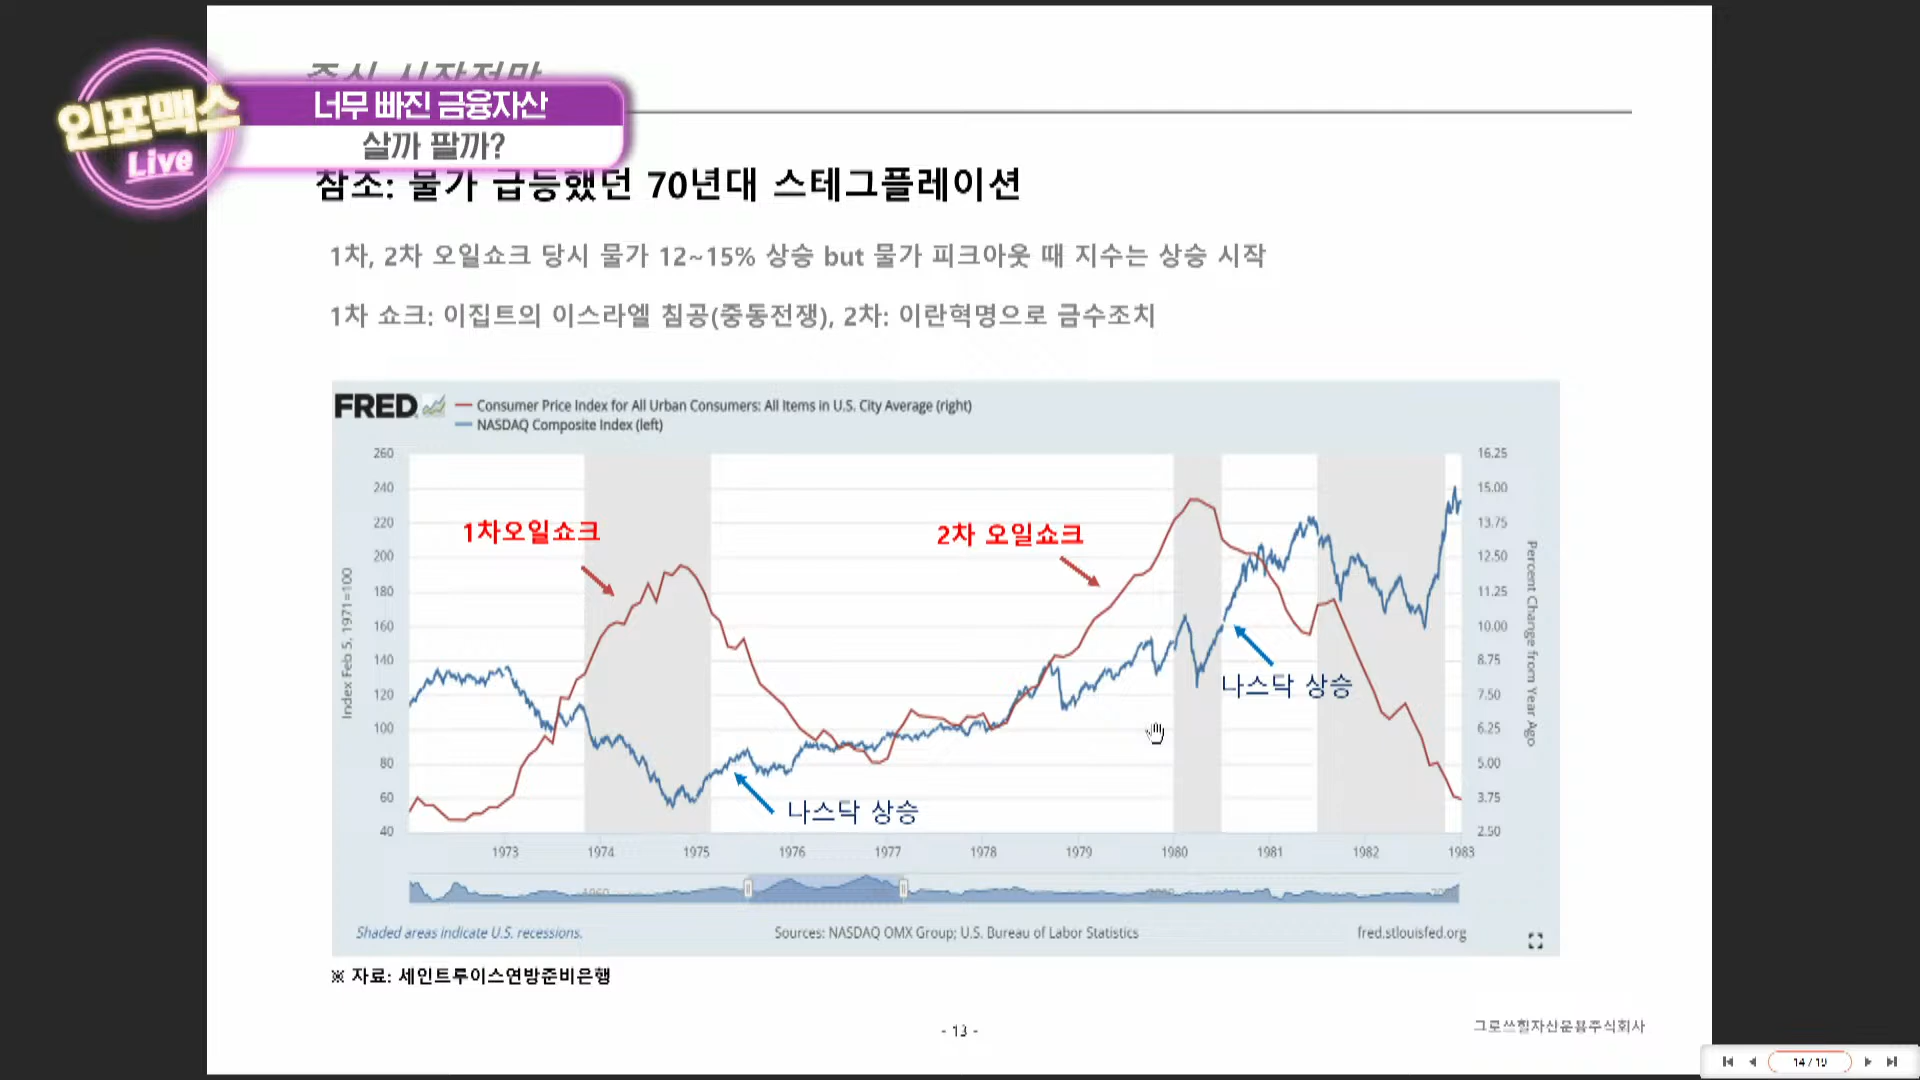 주식 시장전망
인포맥스
Live
너무 빠진 금융자산
살까 팔까?
참조: 물가 급등했던 70년대 스테그플레이션
1차, 2차 오일쇼크 당시 물가 12~15% 상승 but 물가 피크아웃 때 지수는 상승 시작
1차 쇼크: 이집트의 이스라엘 침공(중동전쟁), 2차: 이란혁명으로 금수조치
FRED
Consumer Price Index for All Urban Consumers: All Items in U.S. City Average (right)
NASDAQ Composite Index (left)
260
240
220
200
180
160
140
120
100
80
60
40
Index Feb 5, 1971=100
16.25
15.00
13.75
12.50
11.25
10.00
8.75
7.50
6.25
5.00
3.75
2.50
Percent Change from Year Ago
1차오일쇼크
2차 오일쇼크
나스닥 상승
나스닥 상승
1973 1974 1975 1976 1977 1978 1979 1980 1981 1982 1983
1960
Shaded areas indicate U.S. recessions.
Sources: NASDAQ OMX Group; U.S. Bureau of Labor Statistics
fred.stlouisfed.org
※ 자료: 세인트루이스연방준비은행
- 13 -
그로쓰힐자산운용주식회사
14 / 19